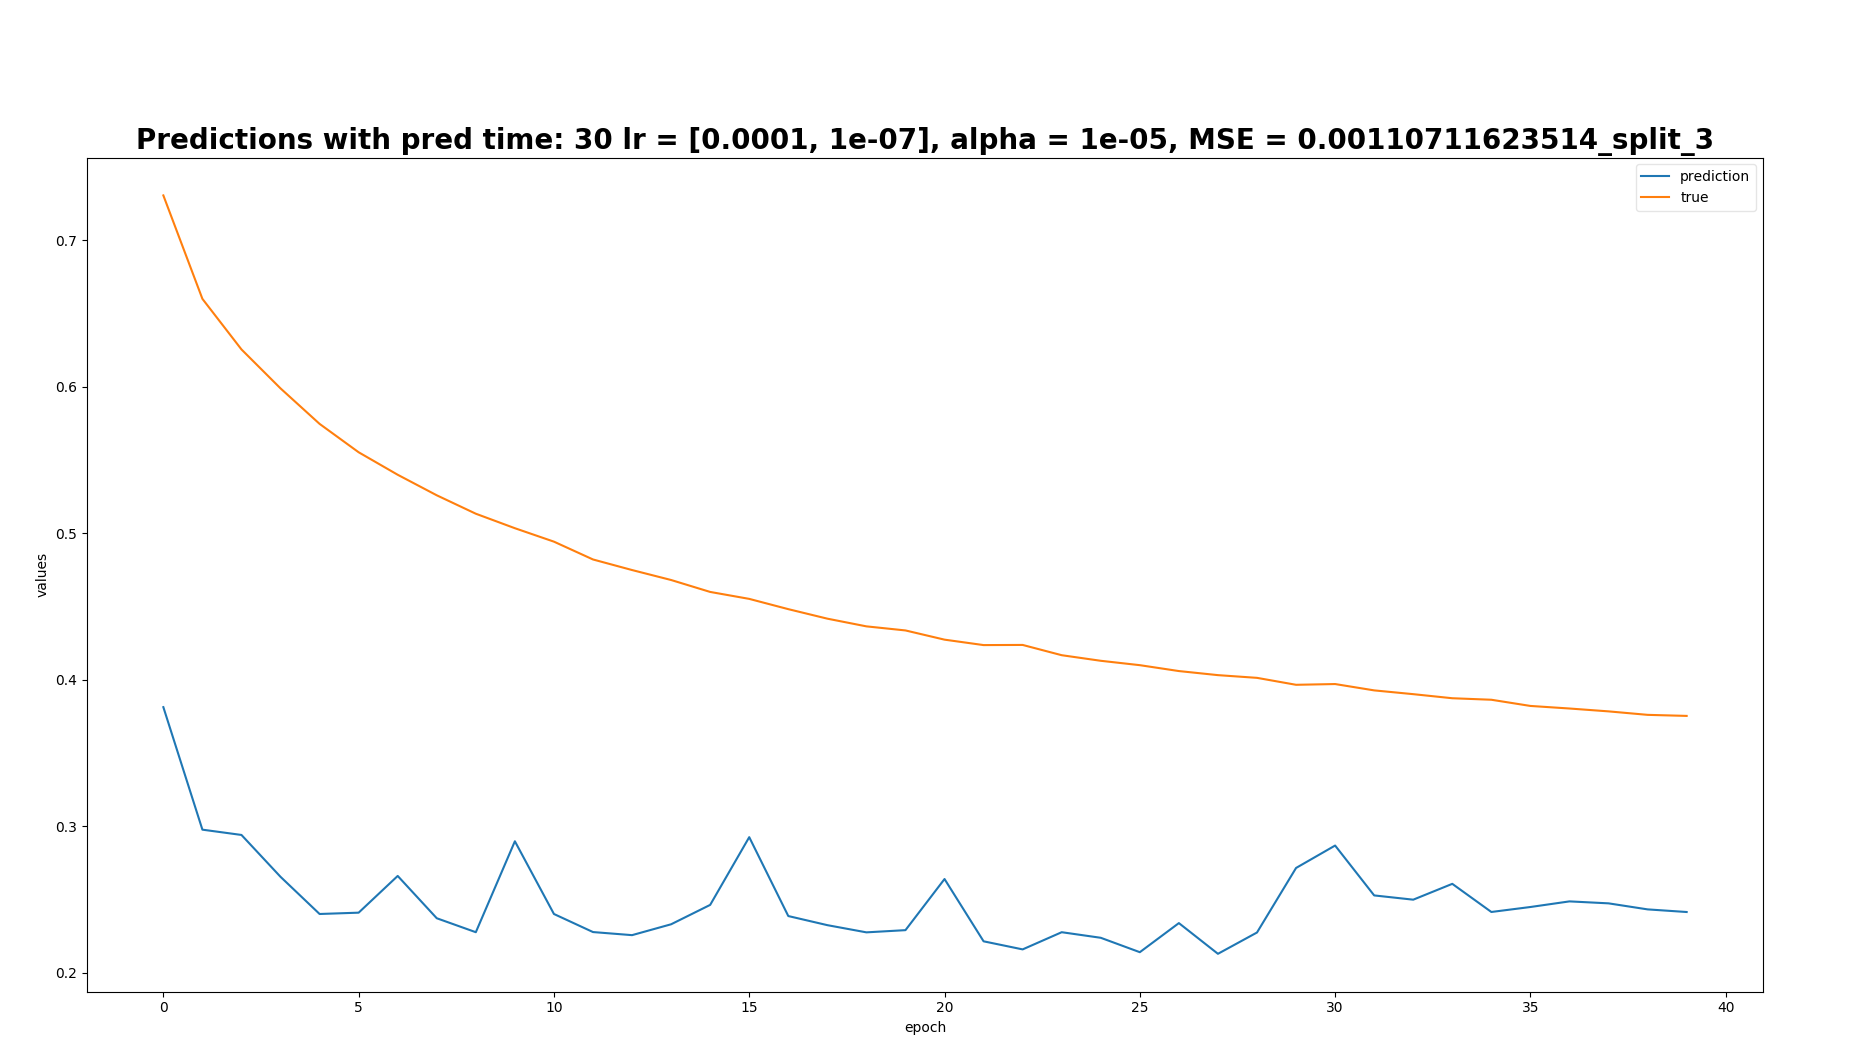 Predictions with pred time: 30 lr = [0.0001, 1e-07], alpha = 1e-05, MSE = 0.00110711623514_split_3
prediction
true
values
0.7
0.6
0.5
0.4
0.3
0.2
0 5 10 15 20 25 30 35 40
epoch